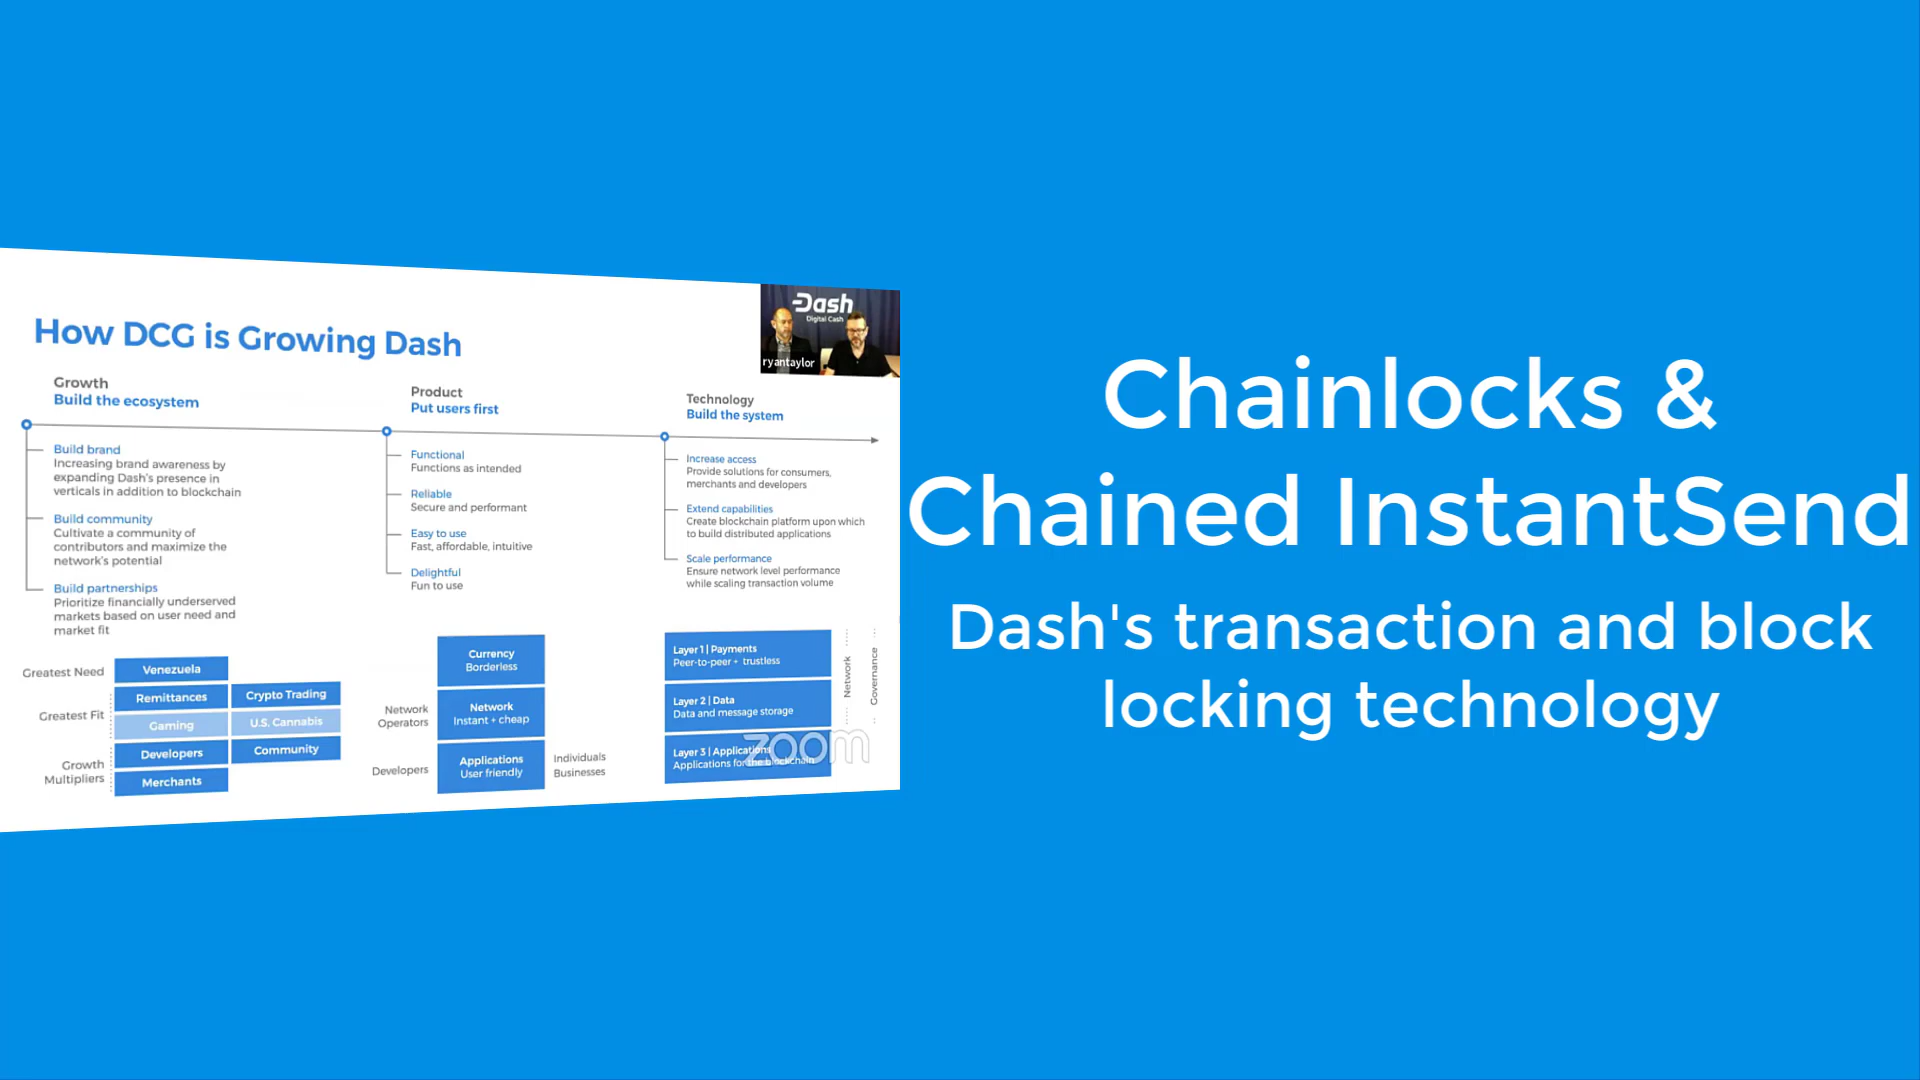 How DCG is Growing Dash
Dash
Digital Cash
ryantaylor
Growth
Build the ecosystem
Build brand
Increasing brand awareness by
expanding Dash's presence in
verticals in addition to blockchain
Build community
Cultivate a community of
contributors and maximize the
network's potential
Build partnerships
Prioritize financially underserved
markets based on user need and
market fit
Greatest Need
Venezuela
Greatest Fit
Remittances
Crypto Trading
Gaming
U.S. Cannabis
Growth
Multipliers
Developers
Community
Merchants
Product
Put users first
Functional
Functions as intended
Reliable
Secure and performant
Easy to use
Fast, affordable, intuitive
Delightful
Fun to use
Currency
Borderless
Network
Operators
Network
Instant + cheap
Developers
Applications
User friendly
Individuals
Businesses
Technology
Build the system
Increase access
Provide solutions for consumers,
merchants and developers
Extend capabilities
Create blockchain platform upon which
to build distributed applications
Scale performance
Ensure network level performance
while scaling transaction volume
Layer 1 | Payments
Peer-to-peer + trustless
Layer 2 | Data
Data and message storage
Layer 3 | Applications
Applications for the blockchain
Network
Governance
zoom
Chainlocks &
Chained InstantSend
Dash's transaction and block
locking technology